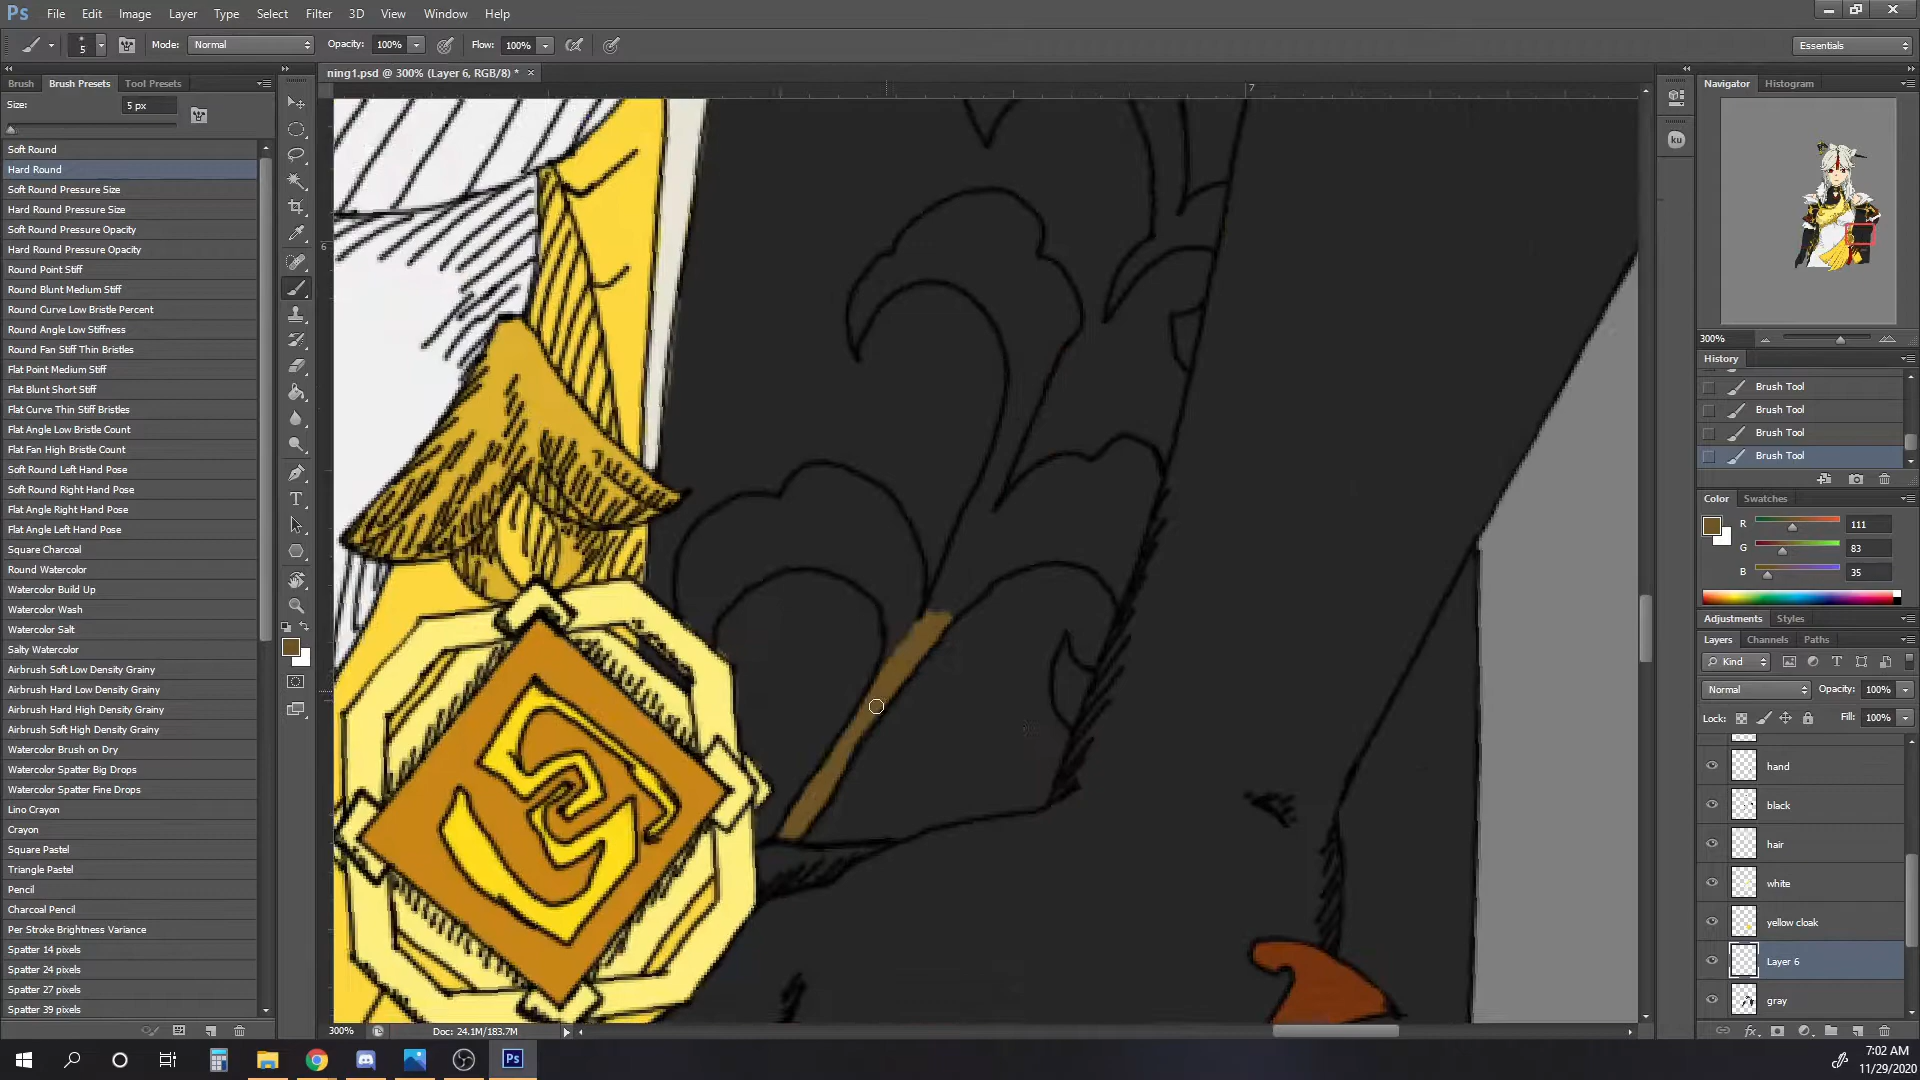 Ps File Edit Image Layer Type Select Filter 3D View Window Help
5 Mode: Normal Opacity: 100% Flow: 100% Essentials
Brush Brush Presets Tool Presets
ning1.psd @ 300% (Layer 6, RGB/8) *
Navigator Histogram
Size: 5 px
7
6
ku
Soft Round
Hard Round
Soft Round Pressure Size
Hard Round Pressure Size
Soft Round Pressure Opacity
Hard Round Pressure Opacity
Round Point Stiff
Round Blunt Medium Stiff
Round Curve Low Bristle Percent
Round Angle Low Stiffness
Round Fan Stiff Thin Bristles
Flat Point Medium Stiff
Flat Blunt Short Stiff
Flat Curve Thin Stiff Bristles
Flat Angle Low Bristle Count
Flat Fan High Bristle Count
Soft Round Left Hand Pose
Soft Round Right Hand Pose
Flat Angle Right Hand Pose
Flat Angle Left Hand Pose
Square Charcoal
Round Watercolor
Watercolor Build Up
Watercolor Wash
Watercolor Salt
Salty Watercolor
Airbrush Soft Low Density Grainy
Airbrush Hard Low Density Grainy
Airbrush Hard High Density Grainy
Airbrush Soft High Density Grainy
Watercolor Brush on Dry
Watercolor Spatter Big Drops
Watercolor Spatter Fine Drops
Lino Crayon
Crayon
Square Pastel
Triangle Pastel
Pencil
Charcoal Pencil
Per Stroke Brightness Variance
Spatter 14 pixels
Spatter 24 pixels
Spatter 27 pixels
Spatter 39 pixels
300%
History
Brush Tool
Brush Tool
Brush Tool
Brush Tool
Color Swatches
R 111
G 83
B 35
Adjustments Styles
Layers Channels Paths
Kind
Normal Opacity: 100%
Lock: Fill: 100%
hand
black
hair
white
yellow cloak
Layer 6
gray
300% Doc: 24.1M/183.7M
Ps
7:02 AM
11/29/2020